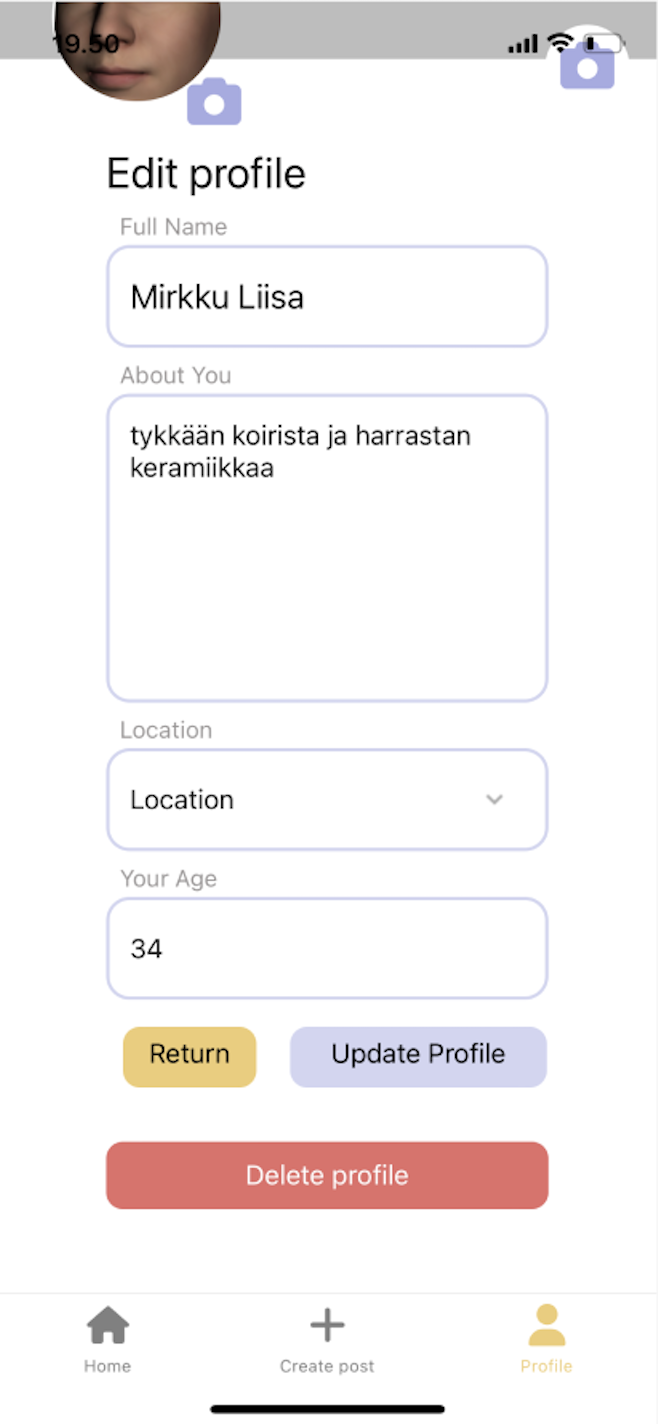 19.50
Edit profile
Full Name
Mirkku Liisa
About You
tykkään koirista ja harrastan
keramiikkaa
Location
Location
Your Age
34
Return Update Profile
Delete profile
Home Create post Profile